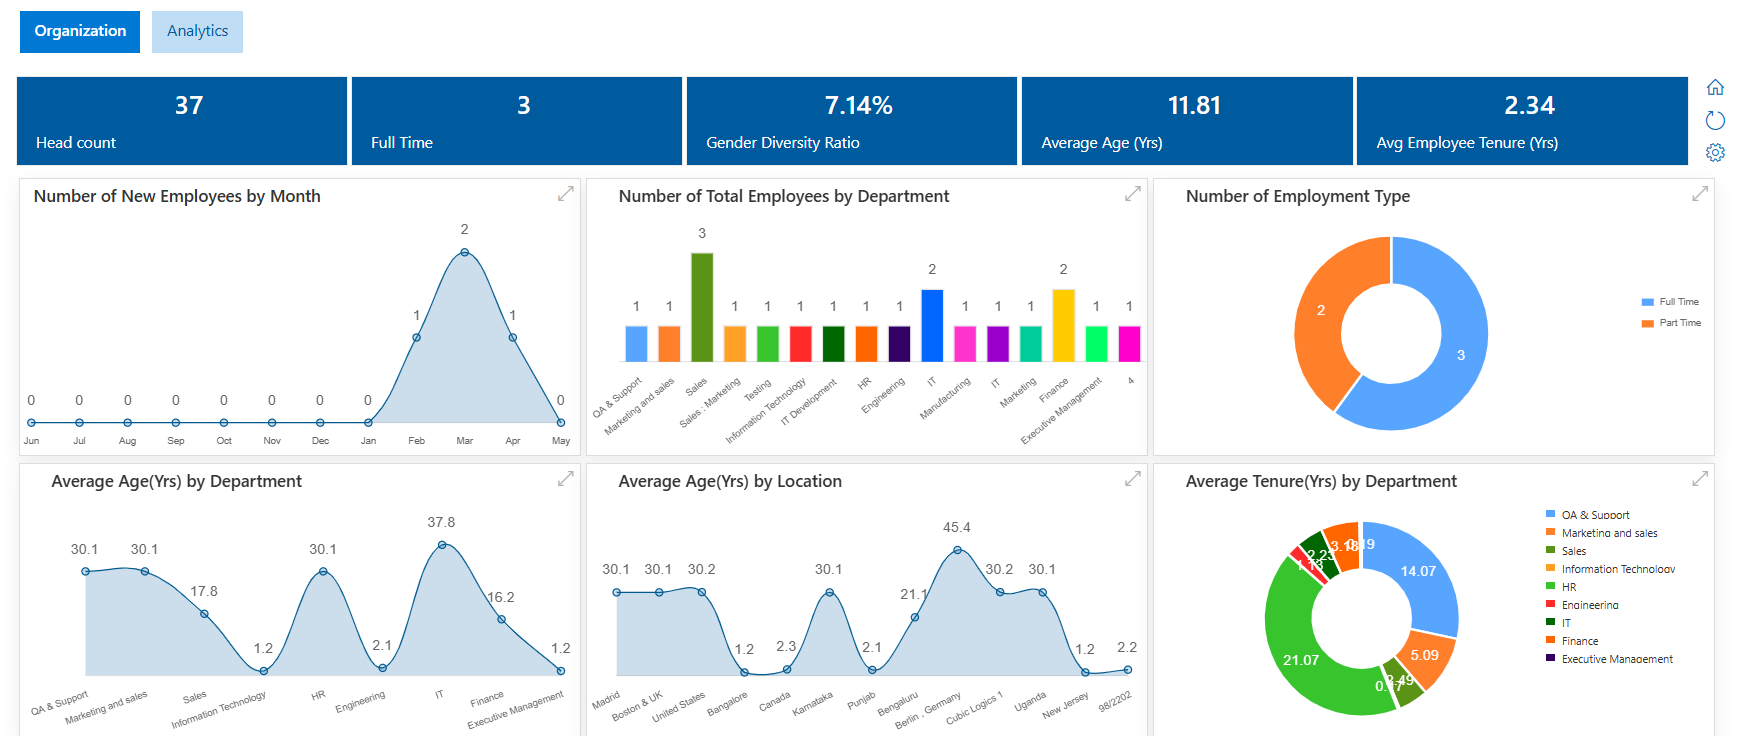 Organization
Analytics
37
Head count
3
Full Time
7.14%
Gender Diversity Ratio
11.81
Average Age (Yrs)
2.34
Avg Employee Tenure (Yrs)
Number of New Employees by Month
2
1
1
0 0 0 0 0 0 0 0 0
Jun Jul Aug Sep Oct Nov Dec Jan Feb Mar Apr May
Number of Total Employees by Department
3
2 2
1 1 1 1 1 1 1 1 1 1 1 1 1
QA & Support
Marketing and sales
Sales
Sales : Marketing
Testing
Information Technology
IT Development
HR
Engineering
IT
Manufacturing
IT
Marketing
Finance
Executive Management
4
Number of Employment Type
2
3
Full Time
Part Time
Average Age(Yrs) by Department
30.1 30.1 17.8 1.2 30.1 2.1 37.8 16.2 1.2
QA & Support
Marketing and sales
Sales
Information Technology
HR
Engineering
IT
Finance
Executive Management
Average Age(Yrs) by Location
30.1 30.1 30.2 1.2 2.3 30.1 2.1 21.1 45.4 30.2 30.1 1.2 2.2
Madrid
Boston & UK
United States
Bangalore
Canada
Karnataka
Punjab
Bengaluru
Berlin , Germany
Cubic Logics 1
Uganda
New Jersey
98/2202
Average Tenure(Yrs) by Department
14.07
5.09
21.07
2.23
3.18
QA & Support
Marketing and sales
Sales
Information Technology
HR
Engineering
IT
Finance
Executive Management